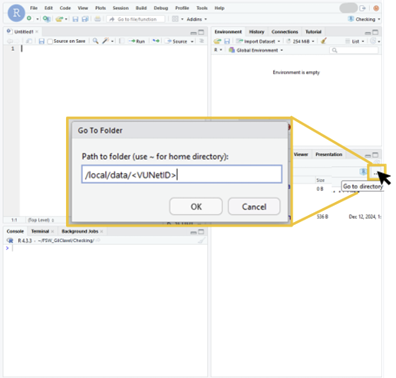 R
File Edit Code View Plots Session Build Debug Profile Tools Help
Go to file/function Addins Checking
Untitled1
Source on Save Run Source
1
1:1 (Top Level)
Console Terminal Background Jobs
R 4.3.3
>
Environment History Connections Tutorial
Import Dataset 254 MiB List
R Global Environment
Environment is empty
Viewer Presentation
Size
Go to directory
0 B
536 B Dec 12, 2024, 1:
Go To Folder
Path to folder (use ~ for home directory):
/local/data/<VUNetID>
OK Cancel